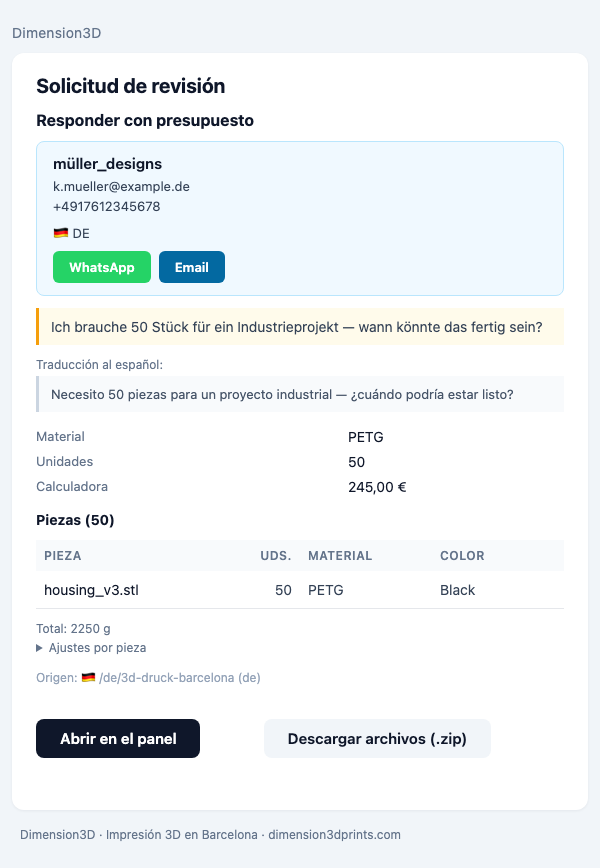 Dimension3D
Solicitud de revisión
Responder con presupuesto
müller_designs
k.mueller@example.de
+4917612345678
🇩🇪 DE
WhatsApp Email
Ich brauche 50 Stück für ein Industrieprojekt — wann könnte das fertig sein?
Traducción al español:
Necesito 50 piezas para un proyecto industrial — ¿cuándo podría estar listo?
Material PETG
Unidades 50
Calculadora 245,00 €
Piezas (50)
PIEZA UDS. MATERIAL COLOR
housing_v3.stl 50 PETG Black
Total: 2250 g
▶ Ajustes por pieza
Origen: 🇩🇪 /de/3d-druck-barcelona (de)
Abrir en el panel Descargar archivos (.zip)
Dimension3D · Impresión 3D en Barcelona · dimension3dprints.com